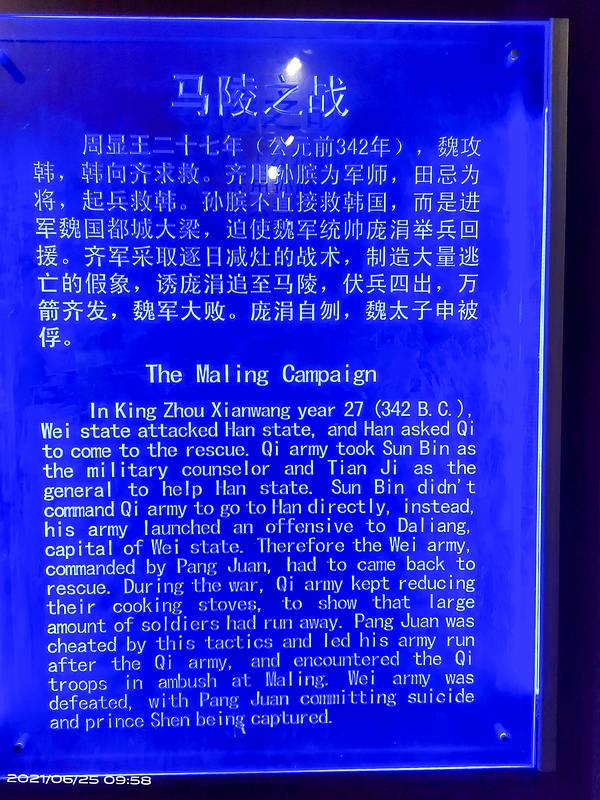 马陵之战
周显王二十七年（公元前342年），魏攻
韩，韩向齐求救。齐用孙膑为军师，田忌为
将，起兵救韩。孙膑不直接救韩国，而是进
军魏国都城大梁，迫使魏军统帅庞涓举兵回
援。齐军采取逐日减灶的战术，制造大量逃
亡的假象，诱庞涓追至马陵，伏兵四出，万
箭齐发，魏军大败。庞涓自刎，魏太子申被
俘。
The Maling Campaign
In King Zhou Xianwang year 27 (342 B.C.),
Wei state attacked Han state, and Han asked Qi
to come to the rescue. Qi army took Sun Bin as
the military counselor and Tian Ji as the
general to help Han state. Sun Bin didn't
command Qi army to go to Han directly, instead,
his army launched an offensive to Daliang,
capital of Wei state. Therefore the Wei army,
commanded by Pang Juan, had to came back to
rescue. During the war, Qi army kept reducing
their cooking stoves, to show that large
amount of soldiers had run away. Pang Juan was
cheated by this tactics and led his army run
after the Qi army, and encountered the Qi
troops in ambush at Maling. Wei army was
defeated, with Pang Juan committing suicide
and prince Shen being captured.
2021/06/25 09:58